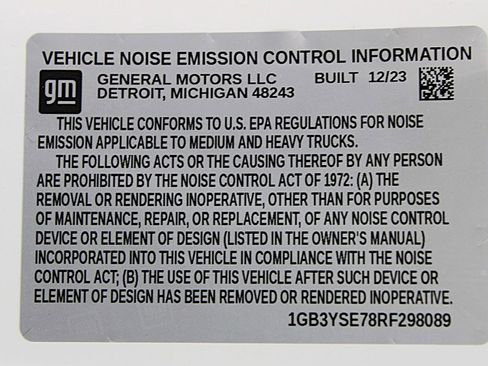 VEHICLE NOISE EMISSION CONTROL INFORMATION
gm GENERAL MOTORS LLC BUILT 12/23
DETROIT, MICHIGAN 48243
THIS VEHICLE CONFORMS TO U.S. EPA REGULATIONS FOR NOISE
EMISSION APPLICABLE TO MEDIUM AND HEAVY TRUCKS.
THE FOLLOWING ACTS OR THE CAUSING THEREOF BY ANY PERSON
ARE PROHIBITED BY THE NOISE CONTROL ACT OF 1972: (A) THE
REMOVAL OR RENDERING INOPERATIVE, OTHER THAN FOR PURPOSES
OF MAINTENANCE, REPAIR, OR REPLACEMENT, OF ANY NOISE CONTROL
DEVICE OR ELEMENT OF DESIGN (LISTED IN THE OWNER'S MANUAL)
INCORPORATED INTO THIS VEHICLE IN COMPLIANCE WITH THE NOISE
CONTROL ACT; (B) THE USE OF THIS VEHICLE AFTER SUCH DEVICE OR
ELEMENT OF DESIGN HAS BEEN REMOVED OR RENDERED INOPERATIVE.
1GB3YSE78RF298089